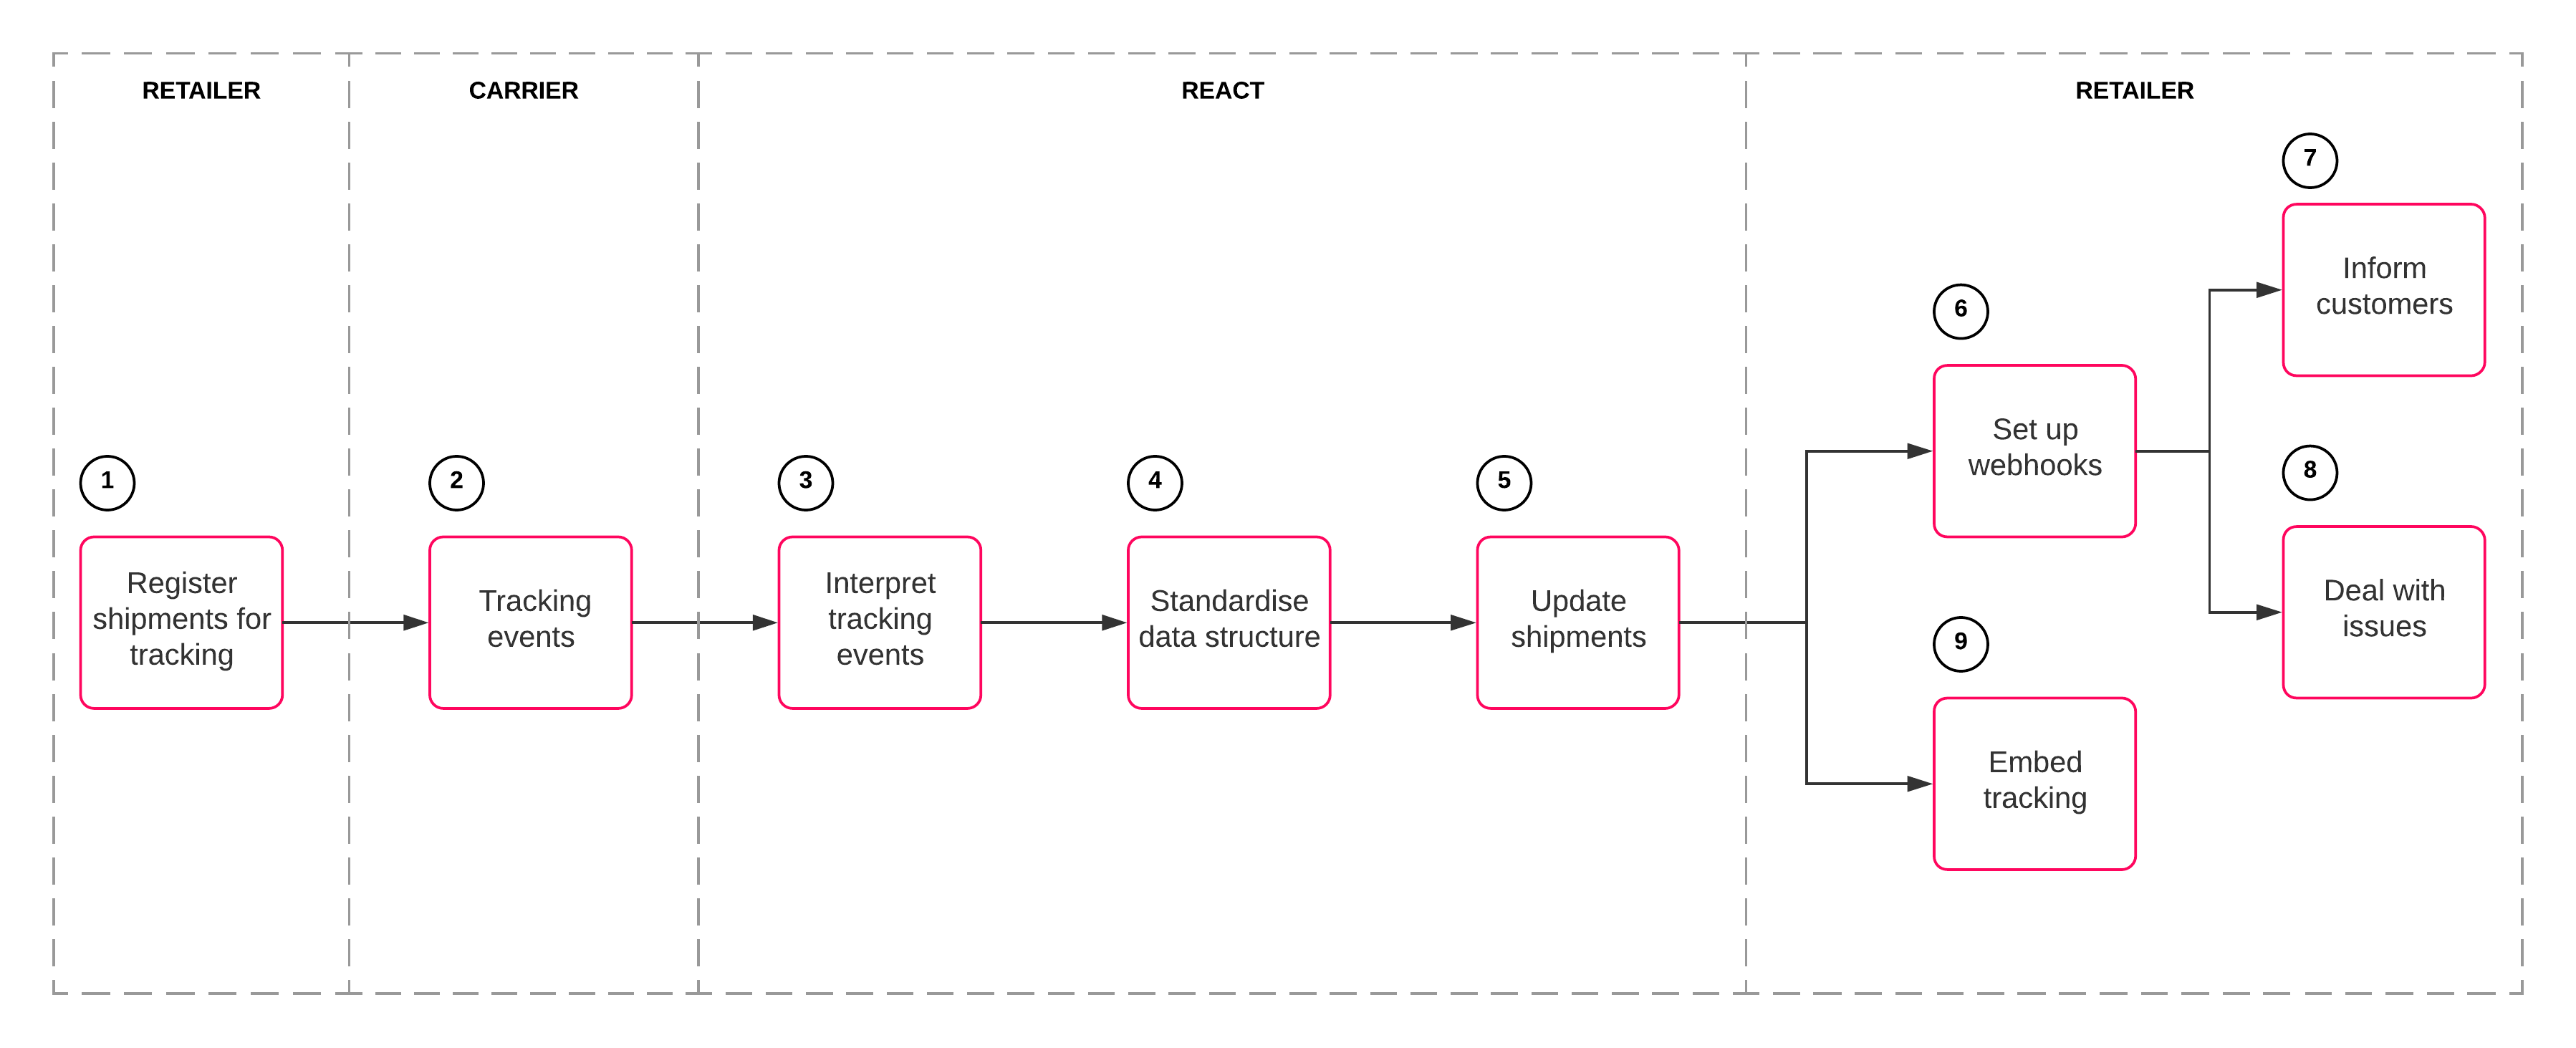 RETAILER
CARRIER
REACT
RETAILER
1
Register
shipments for
tracking
2
Tracking
events
3
Interpret
tracking
events
4
Standardise
data structure
5
Update
shipments
6
Set up
webhooks
7
Inform
customers
8
Deal with
issues
9
Embed
tracking